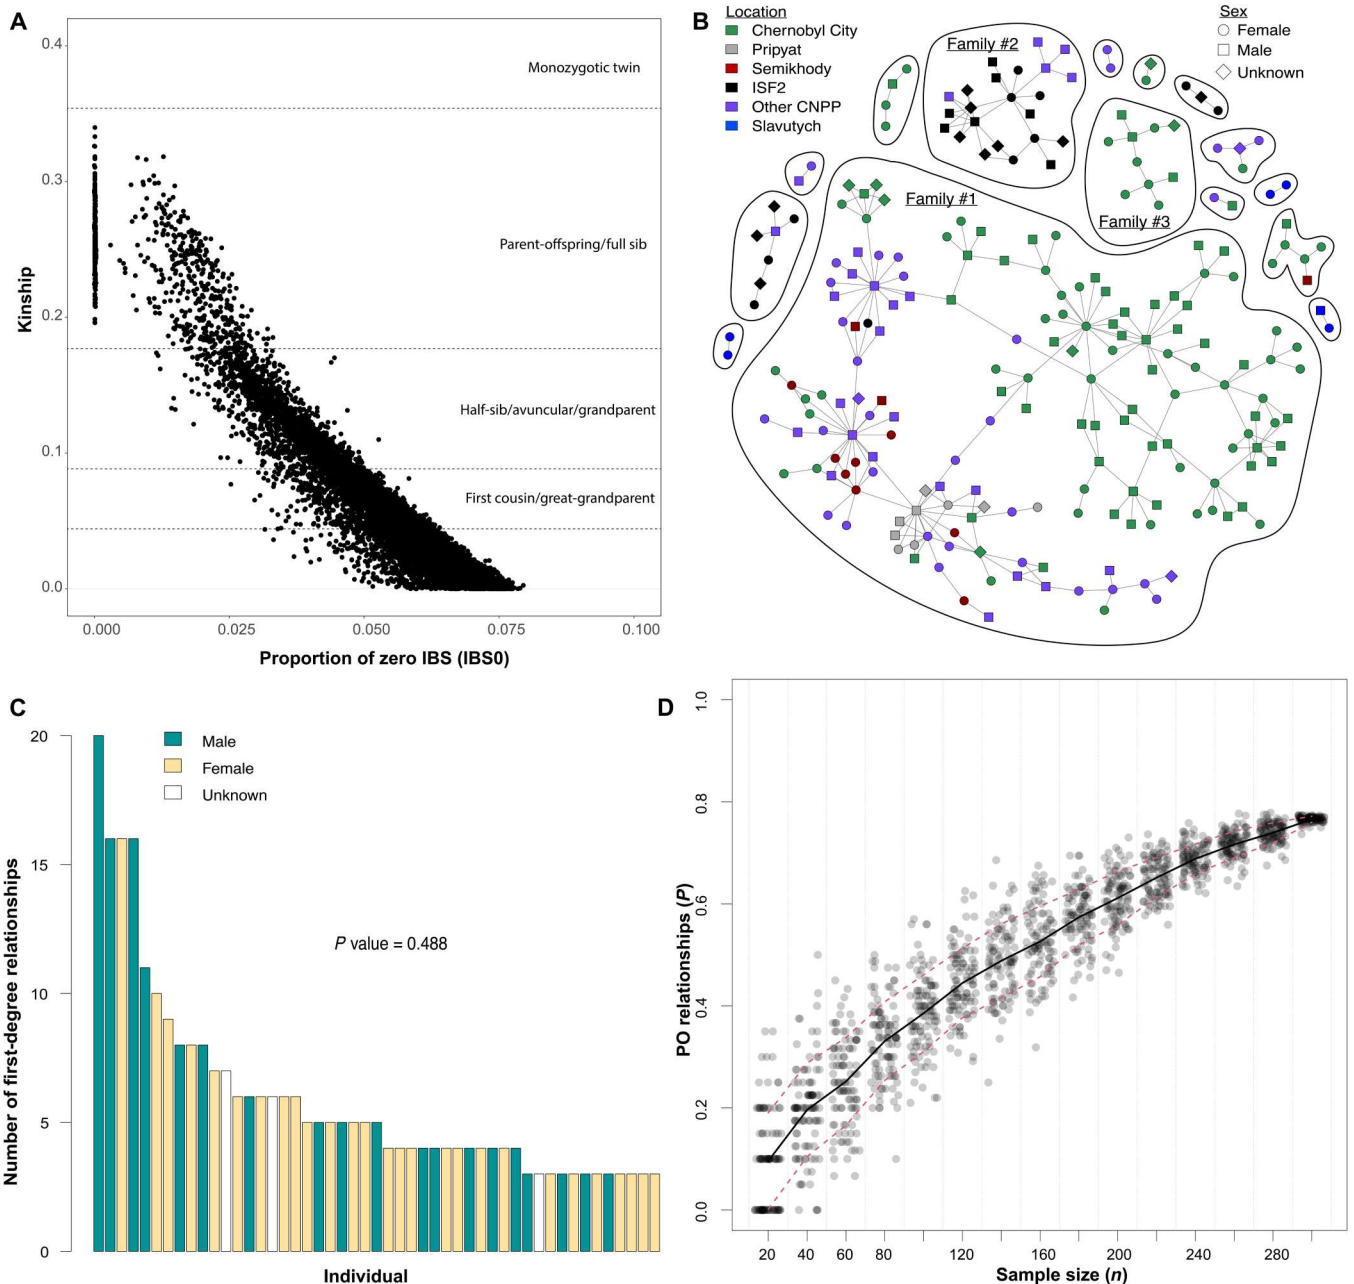 A
0.4
0.3
0.2
0.1
0.0
Kinship
Monozygotic twin
Parent-offspring/full sib
Half-sib/avuncular/grandparent
First cousin/great-grandparent
0.000 0.025 0.050 0.075 0.100
Proportion of zero IBS (IBS0)
B
Location
Chernobyl City
Pripyat
Semikhody
ISF2
Other CNPP
Slavutych
Sex
Female
Male
Unknown
Family #2
Family #1
Family #3
C
20
15
10
5
0
Number of first-degree relationships
Male
Female
Unknown
P value = 0.488
Individual
D
1.0
0.8
0.6
0.4
0.2
0.0
PO relationships (P)
20 40 60 80 120 160 200 240 280
Sample size (n)